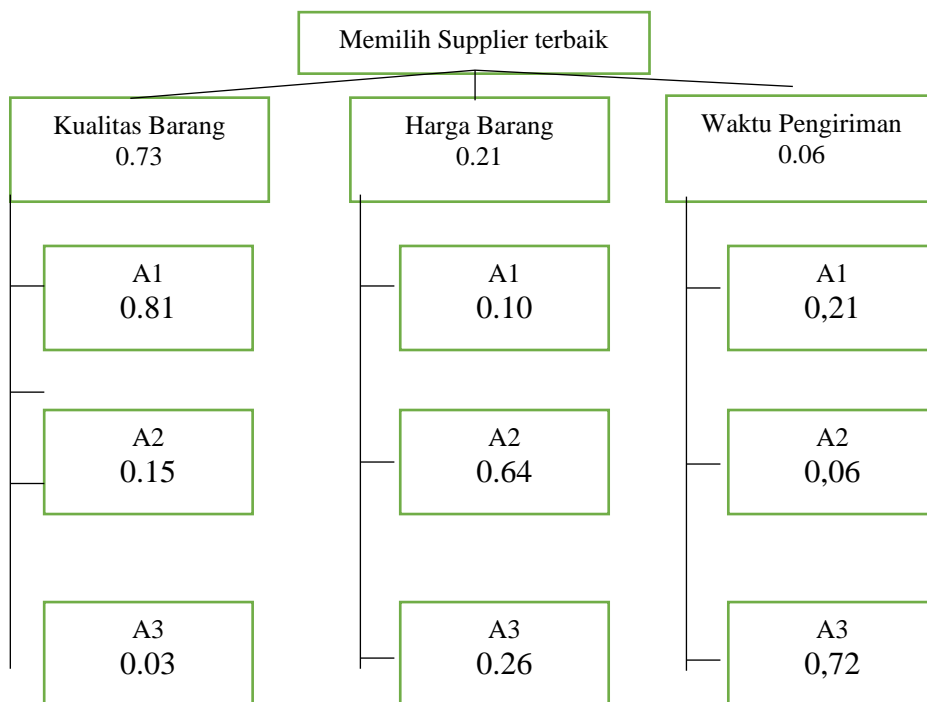 Memilih Supplier terbaik
Kualitas Barang
0.73
Harga Barang
0.21
Waktu Pengiriman
0.06
A1
0.81
A1
0.10
A1
0,21
A2
0.15
A2
0.64
A2
0,06
A3
0.03
A3
0.26
A3
0,72